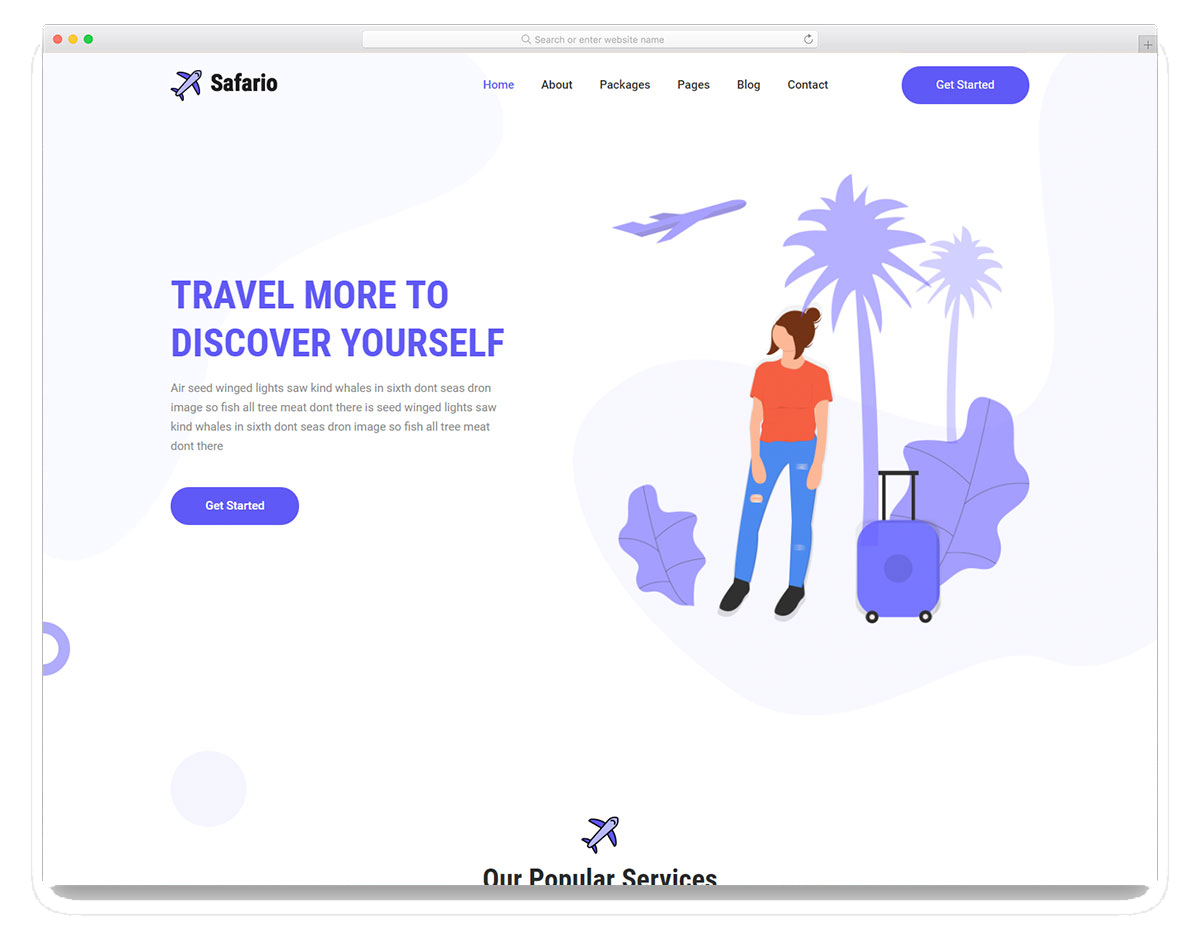 Search or enter website name
Safario
Home About Packages Pages Blog Contact
Get Started
TRAVEL MORE TO
DISCOVER YOURSELF
Air seed winged lights saw kind whales in sixth dont seas dron
image so fish all tree meat dont there is seed winged lights saw
kind whales in sixth dont seas dron image so fish all tree meat
dont there
Get Started
Our Popular Services